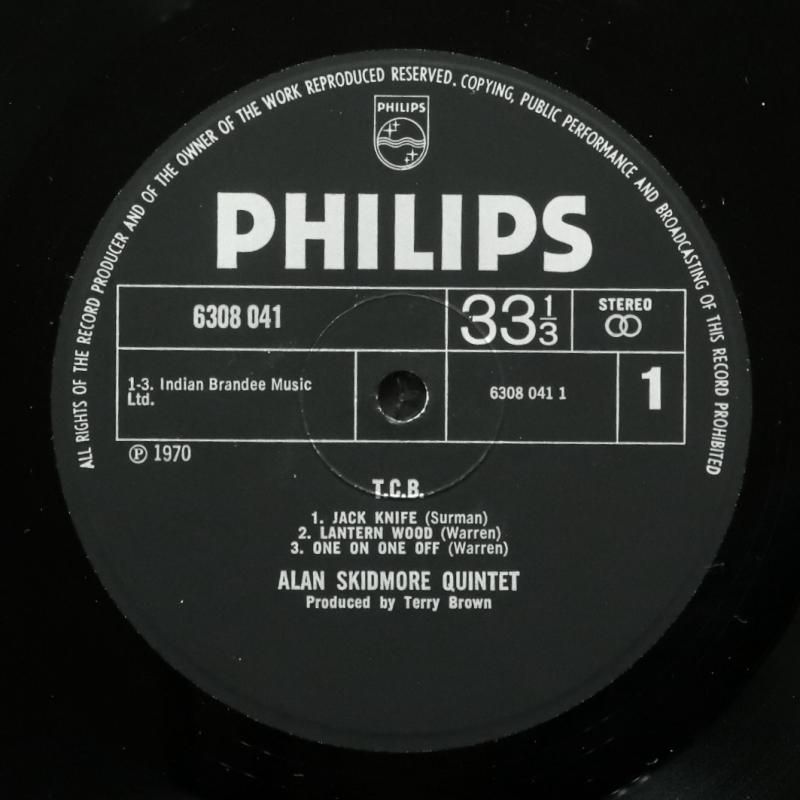 ALL RIGHTS OF THE RECORD PRODUCER AND OF THE OWNER OF THE WORK REPRODUCED RESERVED. COPYING, PUBLIC PERFORMANCE AND BROADCASTING OF THIS RECORD PROHIBITED
PHILIPS
PHILIPS
6308 041
33 1/3
STEREO
1-3. Indian Brandee Music
Ltd.
6308 041 1
1
℗ 1970
T.C.B.
1. JACK KNIFE (Surman)
2. LANTERN WOOD (Warren)
3. ONE ON ONE OFF (Warren)
ALAN SKIDMORE QUINTET
Produced by Terry Brown